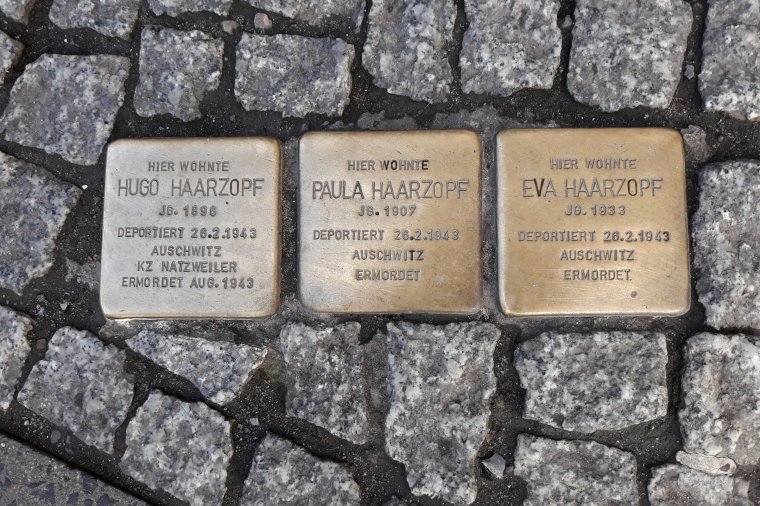 HIER WOHNTE
HUGO HAARZOPF
JG. 1898
DEPORTIERT 26.2.1943
AUSCHWITZ
KZ NATZWEILER
ERMORDET AUG. 1943
HIER WOHNTE
PAULA HAARZOPF
JG. 1907
DEPORTIERT 26.2.1943
AUSCHWITZ
ERMORDET
HIER WOHNTE
EVA HAARZOPF
JG. 1933
DEPORTIERT 26.2.1943
AUSCHWITZ
ERMORDET